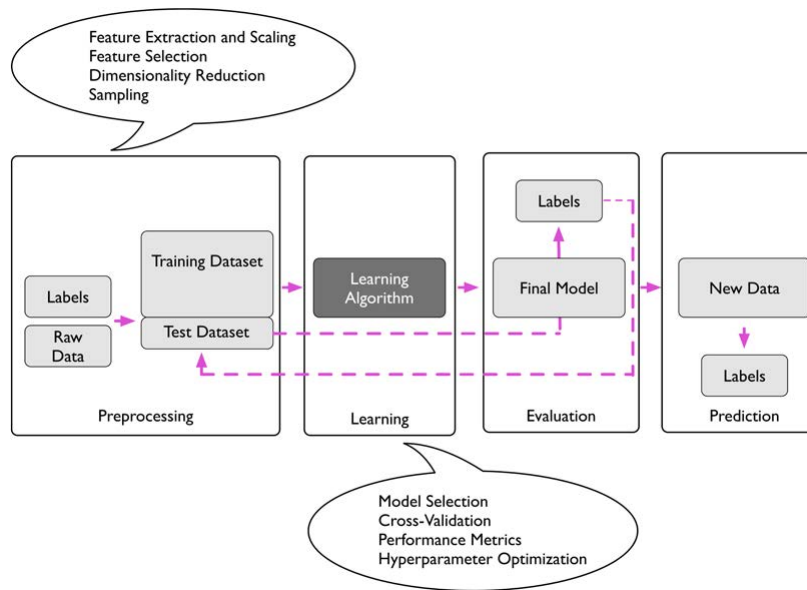 Feature Extraction and Scaling
Feature Selection
Dimensionality Reduction
Sampling
Labels
Raw
Data
Training Dataset
Test Dataset
Preprocessing
Learning
Algorithm
Learning
Labels
Final Model
Evaluation
New Data
Labels
Prediction
Model Selection
Cross-Validation
Performance Metrics
Hyperparameter Optimization